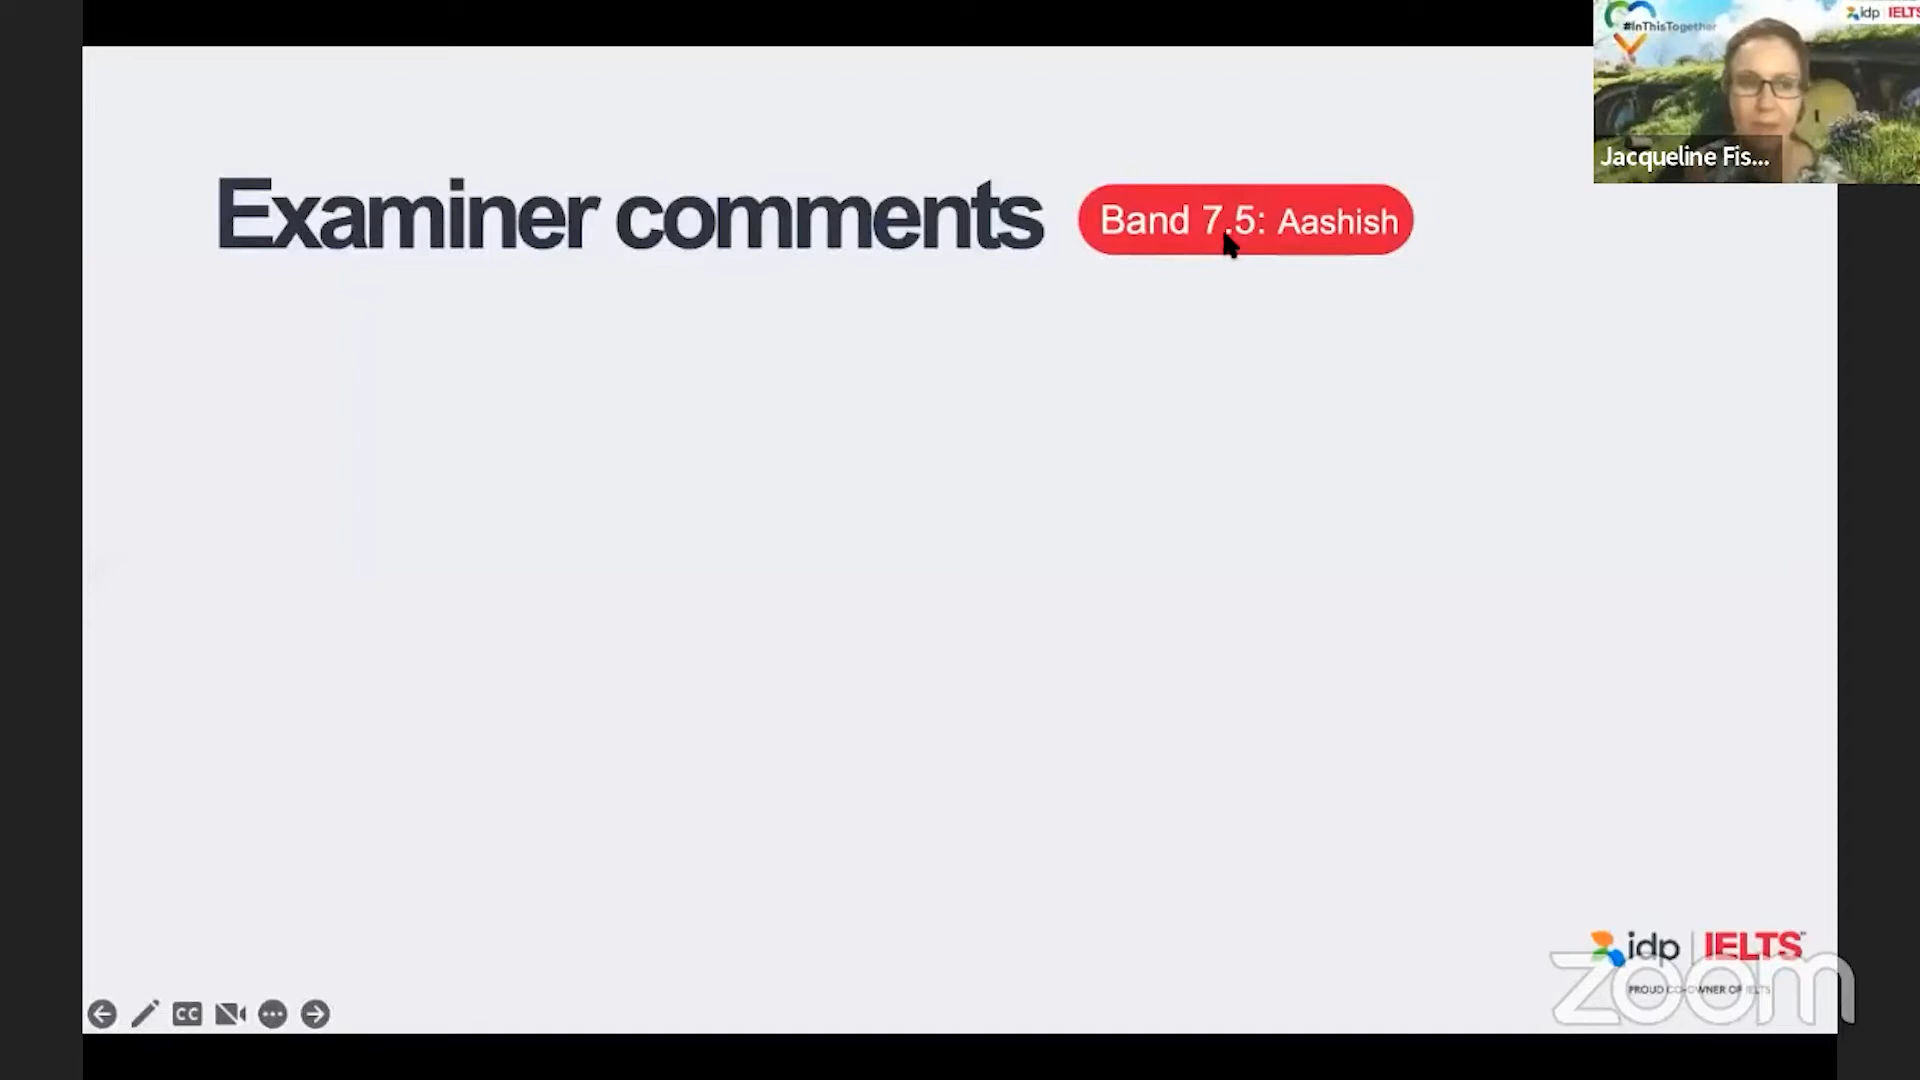 #InThisTogether
idp IELTS
Jacqueline Fis...
Examiner comments
Band 7.5: Aashish
idp | IELTS
PROUD CO-OWNER OF IELTS
zoom
CC